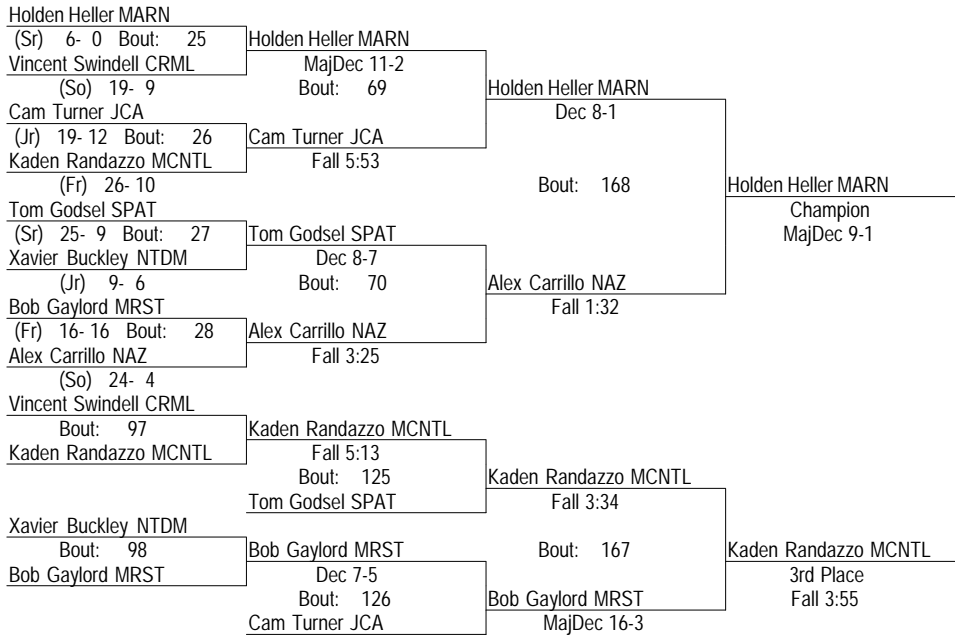 Holden Heller MARN
(Sr) 6- 0 Bout: 25 Holden Heller MARN
Vincent Swindell CRML MajDec 11-2
(So) 19- 9 Bout: 69 Holden Heller MARN
Cam Turner JCA Dec 8-1
(Jr) 19- 12 Bout: 26 Cam Turner JCA
Kaden Randazzo MCNTL Fall 5:53
(Fr) 26- 10 Bout: 168 Holden Heller MARN
Tom Godsel SPAT Champion
(Sr) 25- 9 Bout: 27 Tom Godsel SPAT MajDec 9-1
Xavier Buckley NTDM Dec 8-7
(Jr) 9- 6 Bout: 70 Alex Carrillo NAZ
Bob Gaylord MRST Fall 1:32
(Fr) 16- 16 Bout: 28 Alex Carrillo NAZ
Alex Carrillo NAZ Fall 3:25
(So) 24- 4
Vincent Swindell CRML
Bout: 97 Kaden Randazzo MCNTL
Kaden Randazzo MCNTL Fall 5:13
Bout: 125 Kaden Randazzo MCNTL
Tom Godsel SPAT Fall 3:34
Xavier Buckley NTDM
Bout: 98 Bob Gaylord MRST Bout: 167 Kaden Randazzo MCNTL
Bob Gaylord MRST Dec 7-5 3rd Place
Bout: 126 Bob Gaylord MRST Fall 3:55
Cam Turner JCA MajDec 16-3